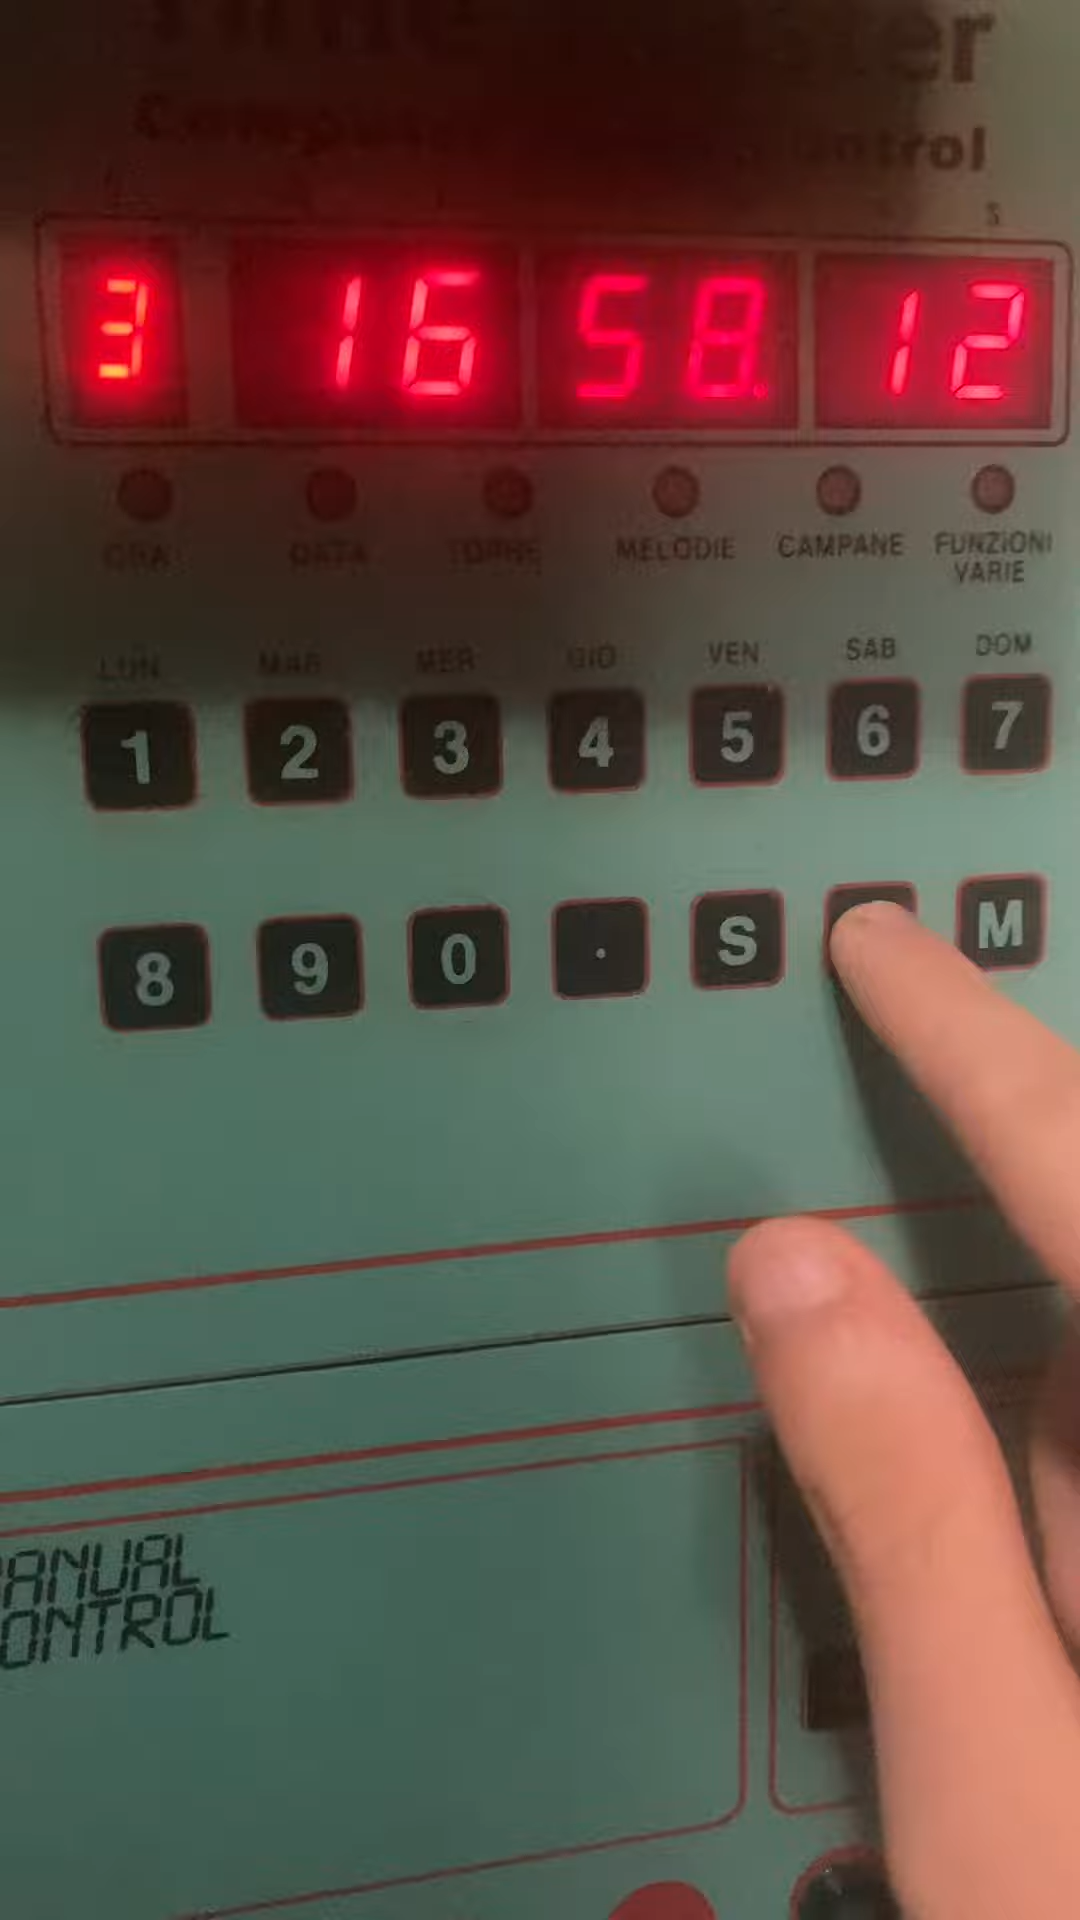 Control
S
3 16 58. 12
ORA DATA TORRE MELODIE CAMPANE FUNZIONI
VARIE
LUN MAR MER GIO VEN SAB DOM
1 2 3 4 5 6 7
8 9 0 . S M
ANUAL
ONTROL